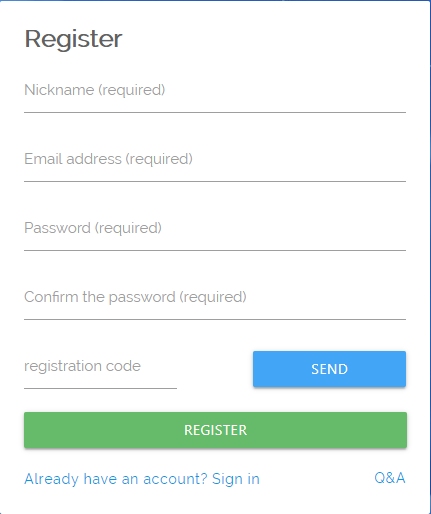 Register
Nickname (required)
Email address (required)
Password (required)
Confirm the password (required)
registration code
SEND
REGISTER
Already have an account? Sign in
Q&A